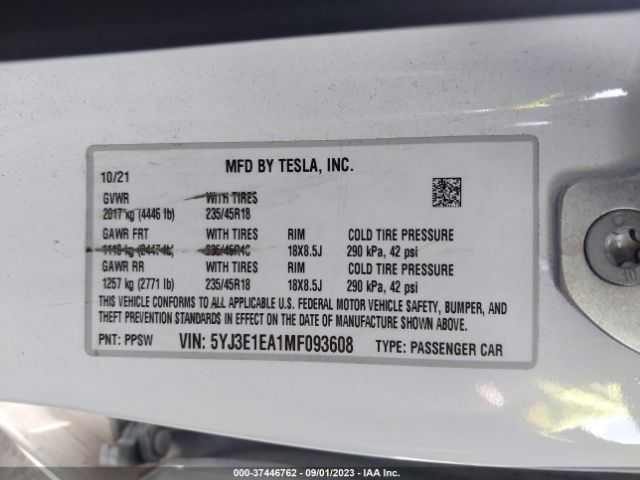 10/21 MFD BY TESLA, INC.
GVWR WITH TIRES
2017 kg (4446 lb) 235/45R18
GAWR FRT WITH TIRES RIM COLD TIRE PRESSURE
18X8.5J 290 kPa, 42 psi
GAWR RR WITH TIRES RIM COLD TIRE PRESSURE
1257 kg (2771 lb) 235/45R18 18X8.5J 290 kPa, 42 psi
THIS VEHICLE CONFORMS TO ALL APPLICABLE U.S. FEDERAL MOTOR VEHICLE SAFETY, BUMPER, AND
THEFT PREVENTION STANDARDS IN EFFECT ON THE DATE OF MANUFACTURE SHOWN ABOVE.
PNT: PPSW VIN: 5YJ3E1EA1MF093608 TYPE: PASSENGER CAR
000-37446762 - 09/01/2023 - IAA Inc.